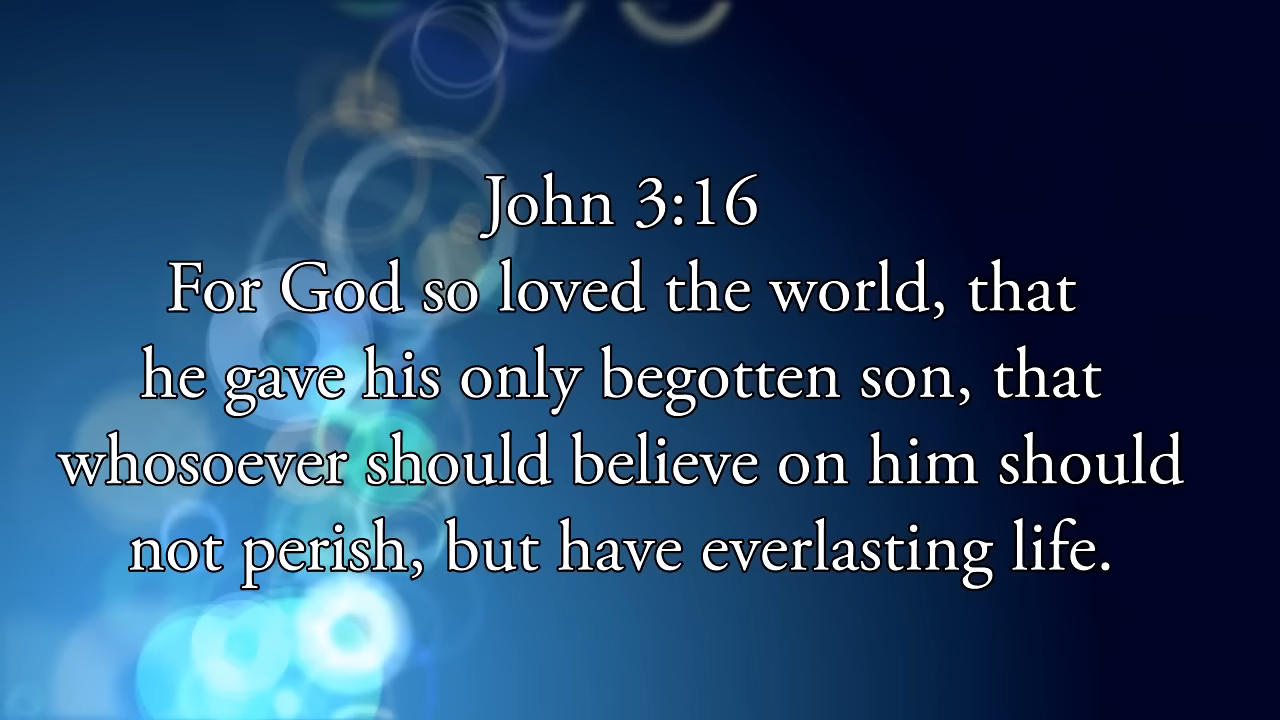 John 3:16
For God so loved the world, that
he gave his only begotten son, that
whosoever should believe on him should
not perish, but have everlasting life.